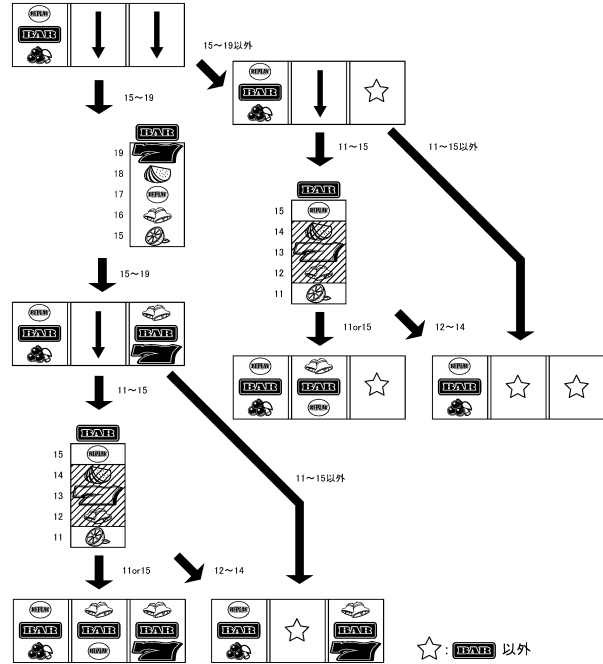 REPLAY
BAR
15～19以外
REPLAY
BAR
15～19
11～15
11～15以外
BAR
19
18
17 REPLAY
16
15
BAR
15 REPLAY
14
13
12
11
15～19
REPLAY
BAR BAR
11or15
12～14
11～15
REPLAY
BAR BAR
REPLAY
REPLAY
BAR
BAR
15 REPLAY
14
13
12
11
11～15以外
11or15
12～14
REPLAY
BAR BAR BAR
REPLAY
REPLAY
BAR BAR
☆:BAR 以外